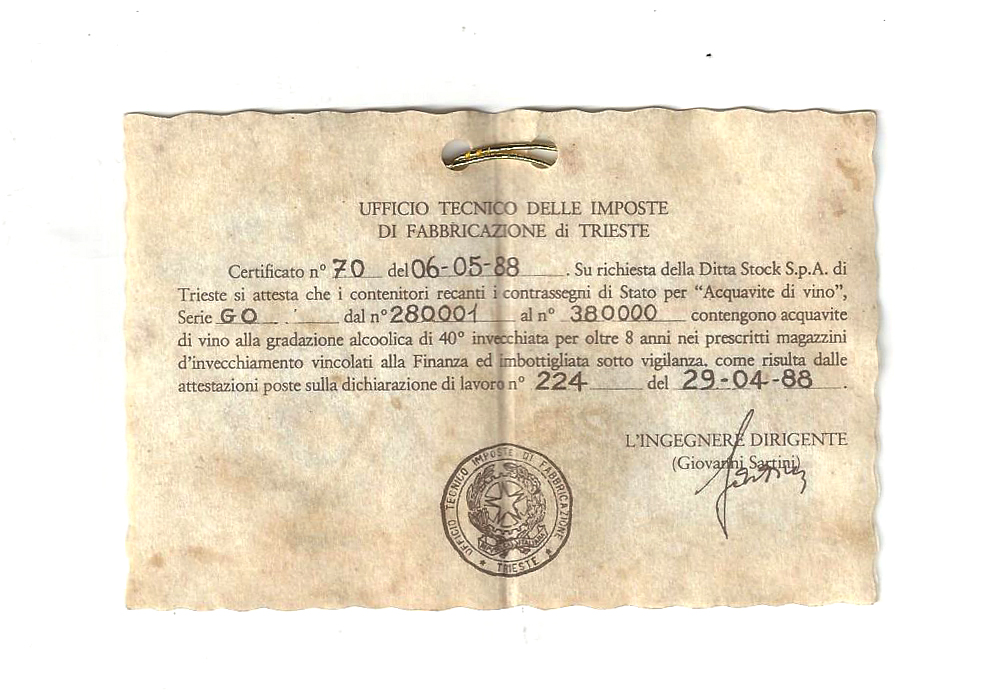 UFFICIO TECNICO DELLE IMPOSTE
DI FABBRICAZIONE di TRIESTE
Certificato n° 70 del 06-05-88. Su richiesta della Ditta Stock S.p.A. di
Trieste si attesta che i contenitori recanti i contrassegni di Stato per “Acquavite di vino”,
Serie GO dal n° 280001 al n° 380000 contengono acquavite
di vino alla gradazione alcoolica di 40° invecchiata per oltre 8 anni nei prescritti magazzini
d’invecchiamento vincolati alla Finanza ed imbottigliata sotto vigilanza, come risulta dalle
attestazioni poste sulla dichiarazione di lavoro n° 224 del 29-04-88.
L’INGEGNERE DIRIGENTE
(Giovanni Sartini)
UFFICIO TECNICO IMPOSTE DI FABBRICAZIONE
★ TRIESTE ★